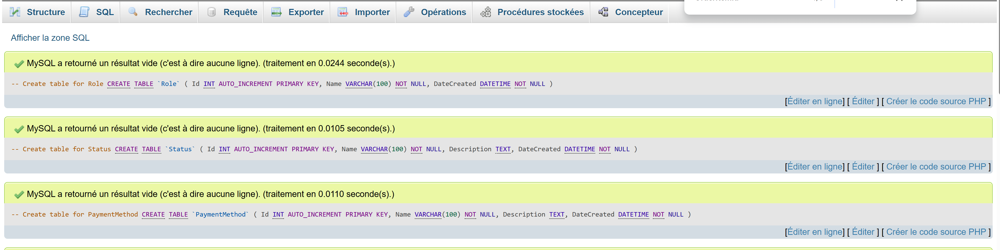 Structure SQL Rechercher Requête Exporter Importer Opérations Procédures stockées Concepteur
Afficher la zone SQL
MySQL a retourné un résultat vide (c'est à dire aucune ligne). (traitement en 0.0244 seconde(s).)
-- Create table for Role CREATE TABLE `Role` ( Id INT AUTO_INCREMENT PRIMARY KEY, Name VARCHAR(100) NOT NULL, DateCreated DATETIME NOT NULL )
[Éditer en ligne] [ Éditer ] [ Créer le code source PHP ]
MySQL a retourné un résultat vide (c'est à dire aucune ligne). (traitement en 0.0105 seconde(s).)
-- Create table for Status CREATE TABLE `Status` ( Id INT AUTO_INCREMENT PRIMARY KEY, Name VARCHAR(100) NOT NULL, Description TEXT, DateCreated DATETIME NOT NULL )
[Éditer en ligne] [ Éditer ] [ Créer le code source PHP ]
MySQL a retourné un résultat vide (c'est à dire aucune ligne). (traitement en 0.0110 seconde(s).)
-- Create table for PaymentMethod CREATE TABLE `PaymentMethod` ( Id INT AUTO_INCREMENT PRIMARY KEY, Name VARCHAR(100) NOT NULL, Description TEXT, DateCreated DATETIME NOT NULL )
[Éditer en ligne] [ Éditer ] [ Créer le code source PHP ]